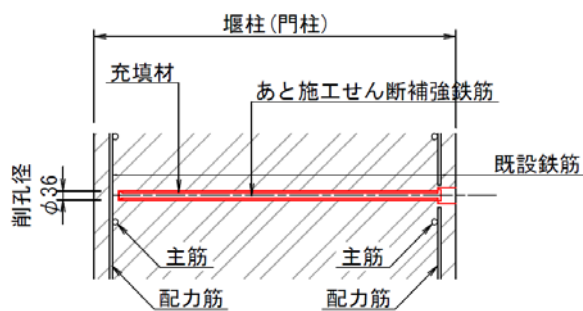 堰柱(門柱)
充填材
あと施工せん断補強鉄筋
既設鉄筋
削孔径
φ36
主筋
主筋
配力筋
配力筋